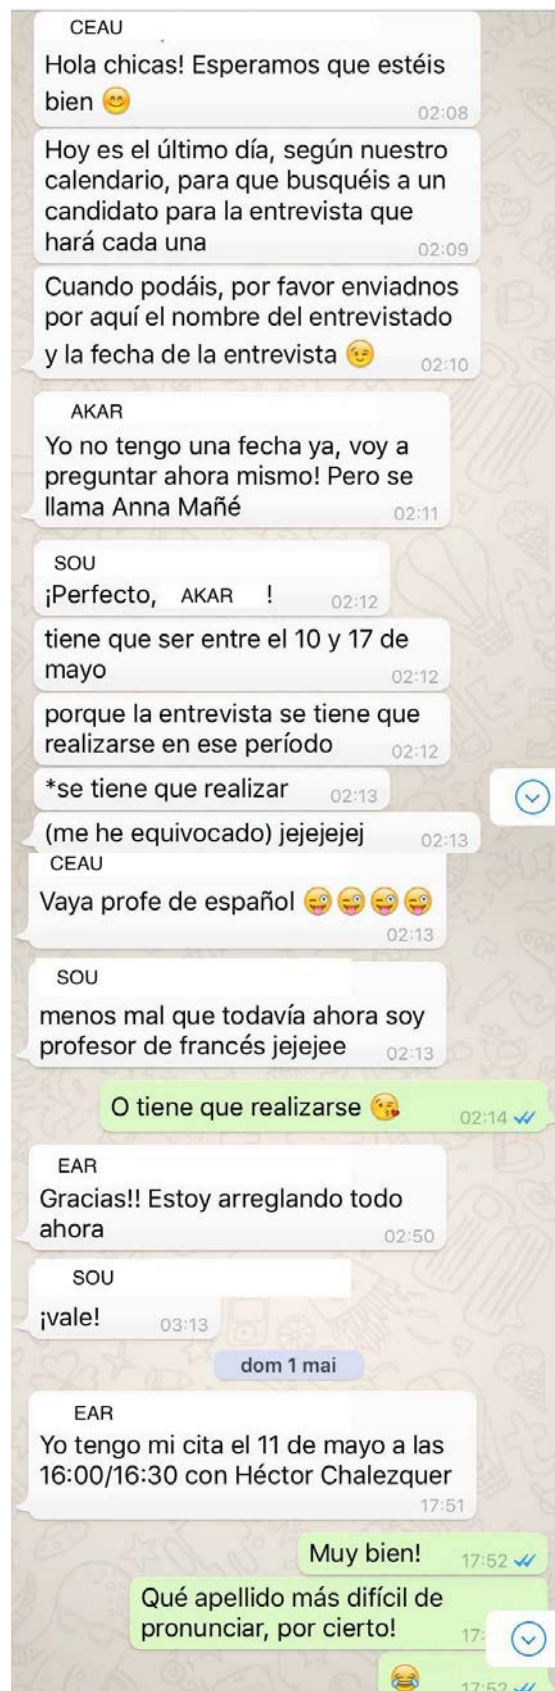 CEAU
Hola chicas! Esperamos que estéis
bien 😊
02:08
Hoy es el último día, según nuestro
calendario, para que busquéis a un
candidato para la entrevista que
hará cada una
02:09
Cuando podáis, por favor enviadnos
por aquí el nombre del entrevistado
y la fecha de la entrevista 😉
02:10
AKAR
Yo no tengo una fecha ya, voy a
preguntar ahora mismo! Pero se
llama Anna Mañé
02:11
SOU
¡Perfecto, AKAR !
02:12
tiene que ser entre el 10 y 17 de
mayo
02:12
porque la entrevista se tiene que
realizarse en ese período
02:12
*se tiene que realizar
02:13
(me he equivocado) jejejejej
02:13
CEAU
Vaya profe de español 😜😜😜😜
02:13
SOU
menos mal que todavía ahora soy
profesor de francés jejejee
02:13
O tiene que realizarse 😘
02:14
EAR
Gracias!! Estoy arreglando todo
ahora
02:50
SOU
¡vale!
03:13
dom 1 mai
EAR
Yo tengo mi cita el 11 de mayo a las
16:00/16:30 con Héctor Chalezquer
17:51
Muy bien!
17:52
Qué apellido más difícil de
pronunciar, por cierto!
17:
😂
17:52